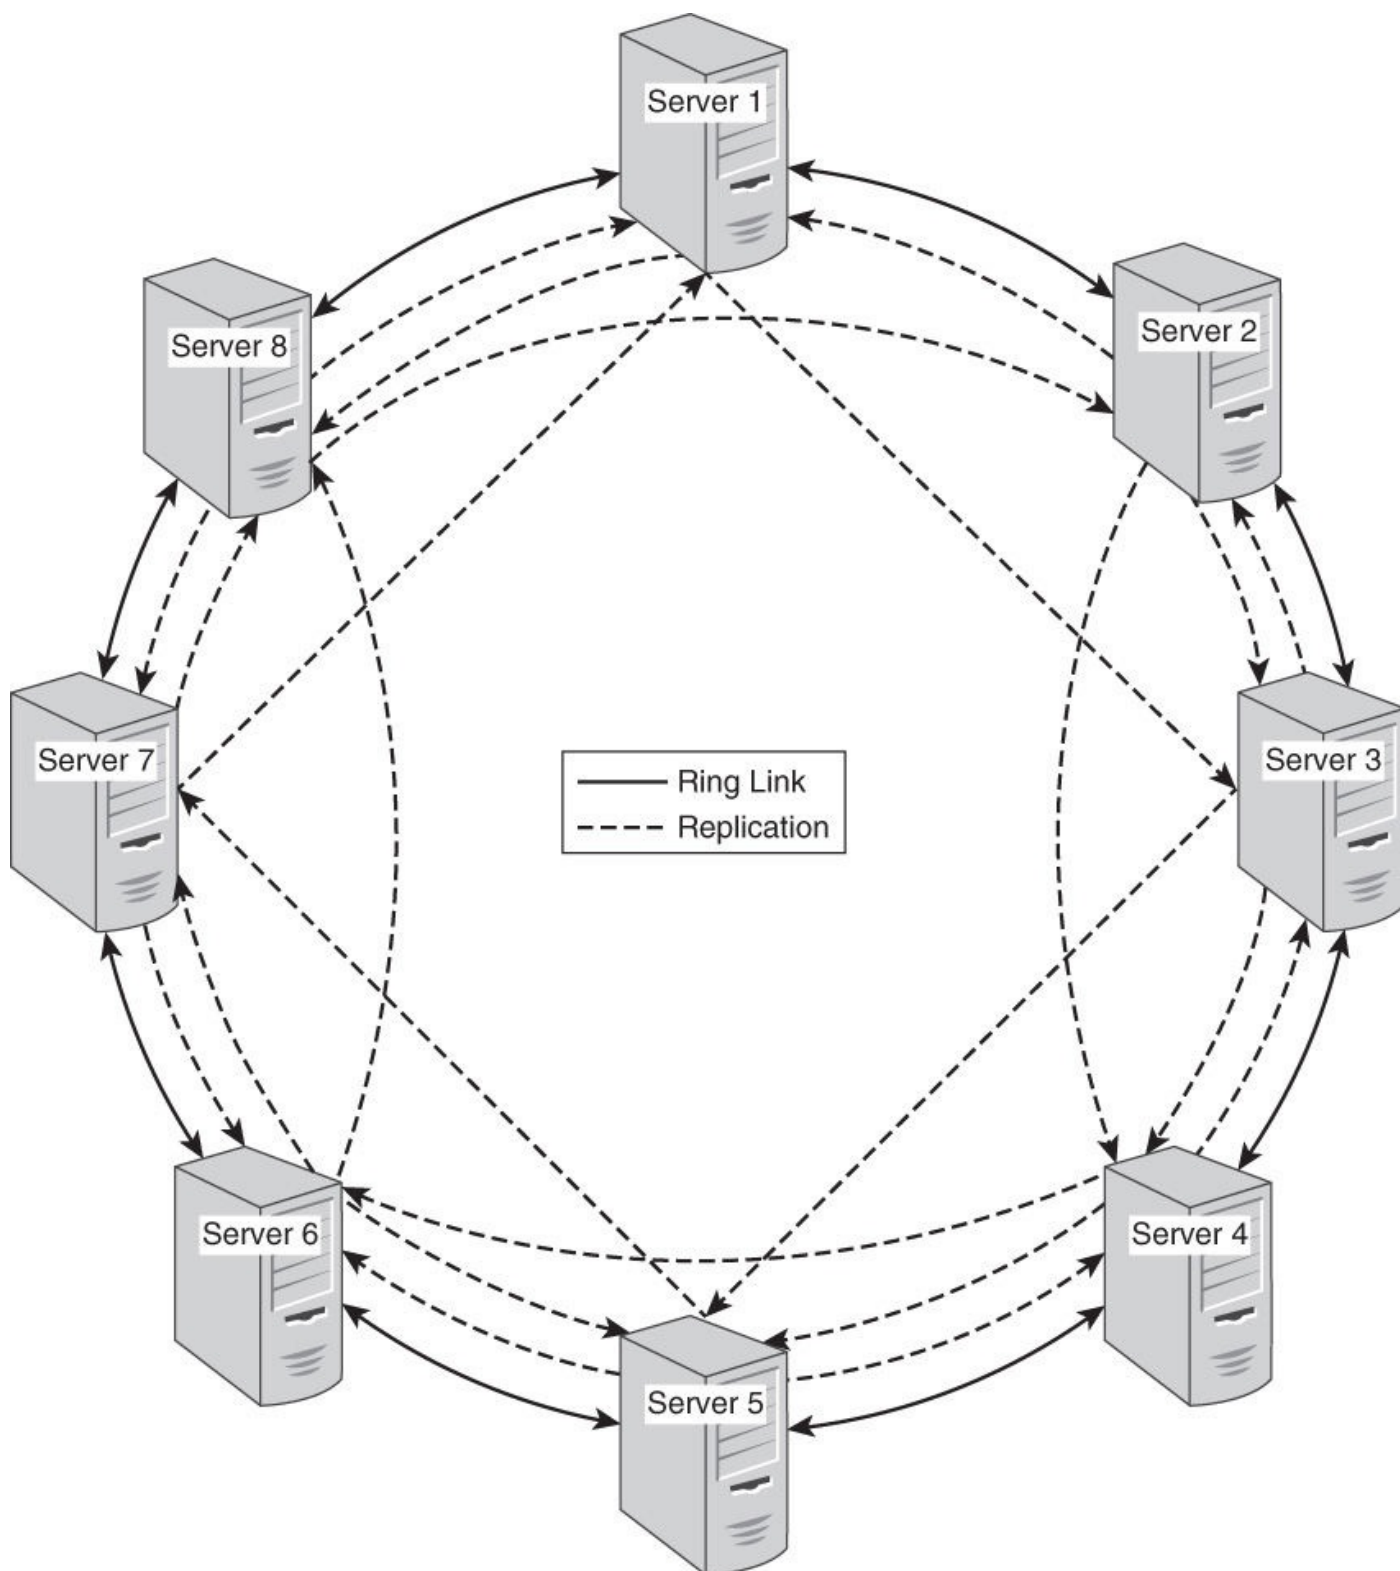 Server 1
Server 8
Server 2
Server 7
Server 3
Ring Link
Replication
Server 6
Server 4
Server 5